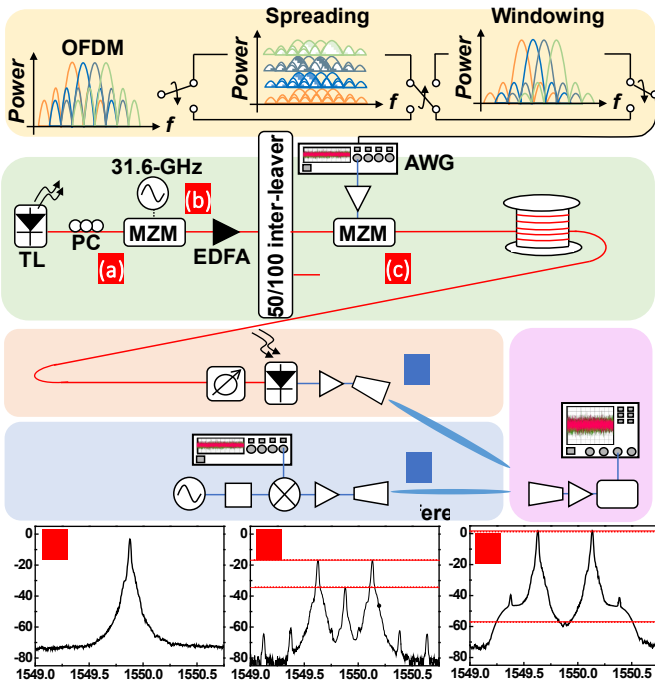 Spreading
Windowing
OFDM
Power
f
Power
f
Power
f
31.6-GHz
AWG
(b)
50/100 inter-leaver
TL
PC
MZM
EDFA
MZM
(a)
(c)
0
-20
-40
-60
-80
1549.0 1549.5 1550.0 1550.5
0
-20
-40
-60
-80
1549.0 1549.5 1550.0 1550.5
0
-20
-40
-60
-80
1549.0 1549.5 1550.0 1550.5